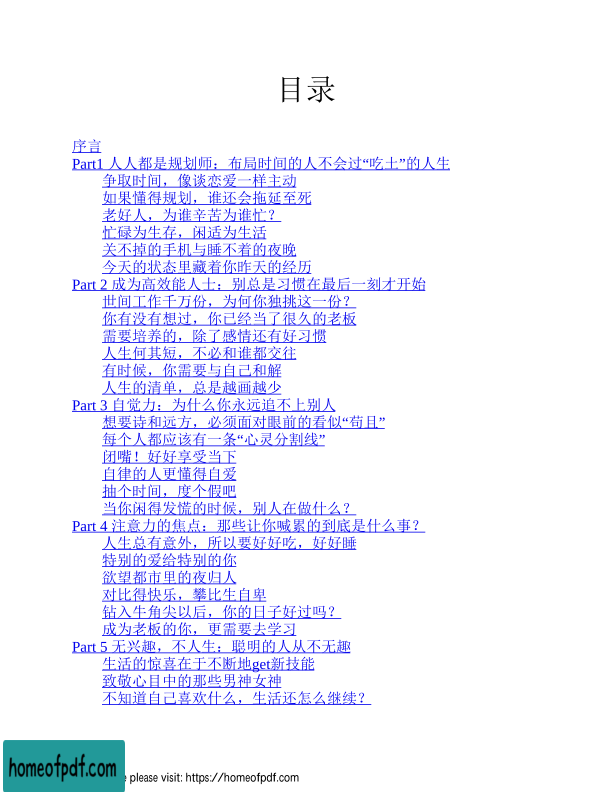 目录
序言
Part1 人人都是规划师：布局时间的人不会过“吃土”的人生
争取时间，像谈恋爱一样主动
如果懂得规划，谁还会拖延至死
老好人，为谁辛苦为谁忙？
忙碌为生存，闲适为生活
关不掉的手机与睡不着的夜晚
今天的状态里藏着你昨天的经历
Part 2 成为高效能人士：别总是习惯在最后一刻才开始
世间工作千万份，为何你独挑这一份？
你有没有想过，你已经当了很久的老板
需要培养的，除了感情还有好习惯
人生何其短，不必和谁都交往
有时候，你需要与自己和解
人生的清单，总是越画越少
Part 3 自觉力：为什么你永远追不上别人
想要诗和远方，必须面对眼前的看似“苟且”
每个人都应该有一条“心灵分割线”
闭嘴！好好享受当下
自律的人更懂得自爱
抽个时间，度个假吧
当你闲得发慌的时候，别人在做什么？
Part 4 注意力的焦点：那些让你喊累的到底是什么事？
人生总有意外，所以要好好吃，好好睡
特别的爱给特别的你
欲望都市里的夜归人
对比得快乐，攀比生自卑
钻入牛角尖以后，你的日子好过吗？
成为老板的你，更需要去学习
Part 5 无兴趣，不人生：聪明的人从不无趣
生活的惊喜在于不断地get新技能
致敬心目中的那些男神女神
不知道自己喜欢什么，生活还怎么继续？
homeofpdf.com
please visit: https://homeofpdf.com